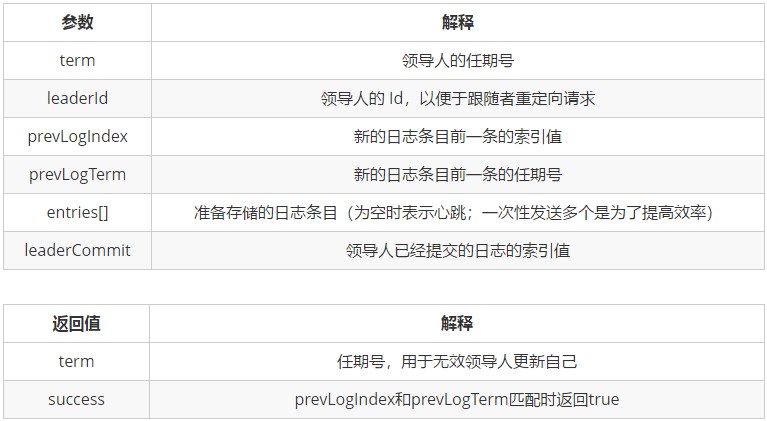 参数 解释
term 领导人的任期号
leaderId 领导人的 Id，以便于跟随者重定向请求
prevLogIndex 新的日志条目前一条的索引值
prevLogTerm 新的日志条目前一条的任期号
entries[] 准备存储的日志条目（为空时表示心跳；一次性发送多个是为了提高效率）
leaderCommit 领导人已经提交的日志的索引值
返回值 解释
term 任期号，用于无效领导人更新自己
success prevLogIndex和prevLogTerm匹配时返回true